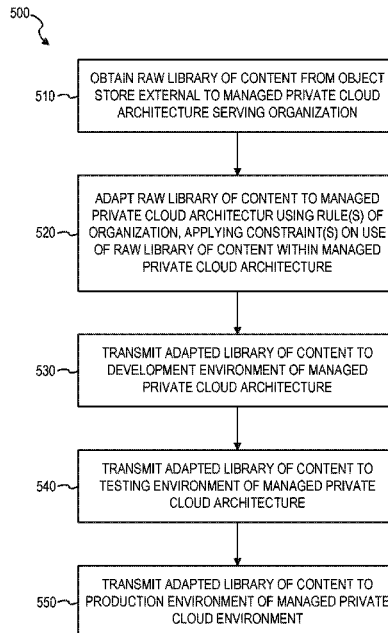 500
510
OBTAIN RAW LIBRARY OF CONTENT FROM OBJECT
STORE EXTERNAL TO MANAGED PRIVATE CLOUD
ARCHITECTURE SERVING ORGANIZATION
520
ADAPT RAW LIBRARY OF CONTENT TO MANAGED
PRIVATE CLOUD ARCHITECTUR USING RULE(S) OF
ORGANIZATION, APPLYING CONSTRAINT(S) ON USE
OF RAW LIBRARY OF CONTENT WITHIN MANAGED
PRIVATE CLOUD ARCHITECTURE
530
TRANSMIT ADAPTED LIBRARY OF CONTENT TO
DEVELOPMENT ENVIRONMENT OF MANAGED
PRIVATE CLOUD ARCHITECTURE
540
TRANSMIT ADAPTED LIBRARY OF CONTENT TO
TESTING ENVIRONMENT OF MANAGED PRIVATE
CLOUD ARCHITECTURE
550
TRANSMIT ADAPTED LIBRARY OF CONTENT TO
PRODUCTION ENVIRONMENT OF MANAGED PRIVATE
CLOUD ENVIRONMENT